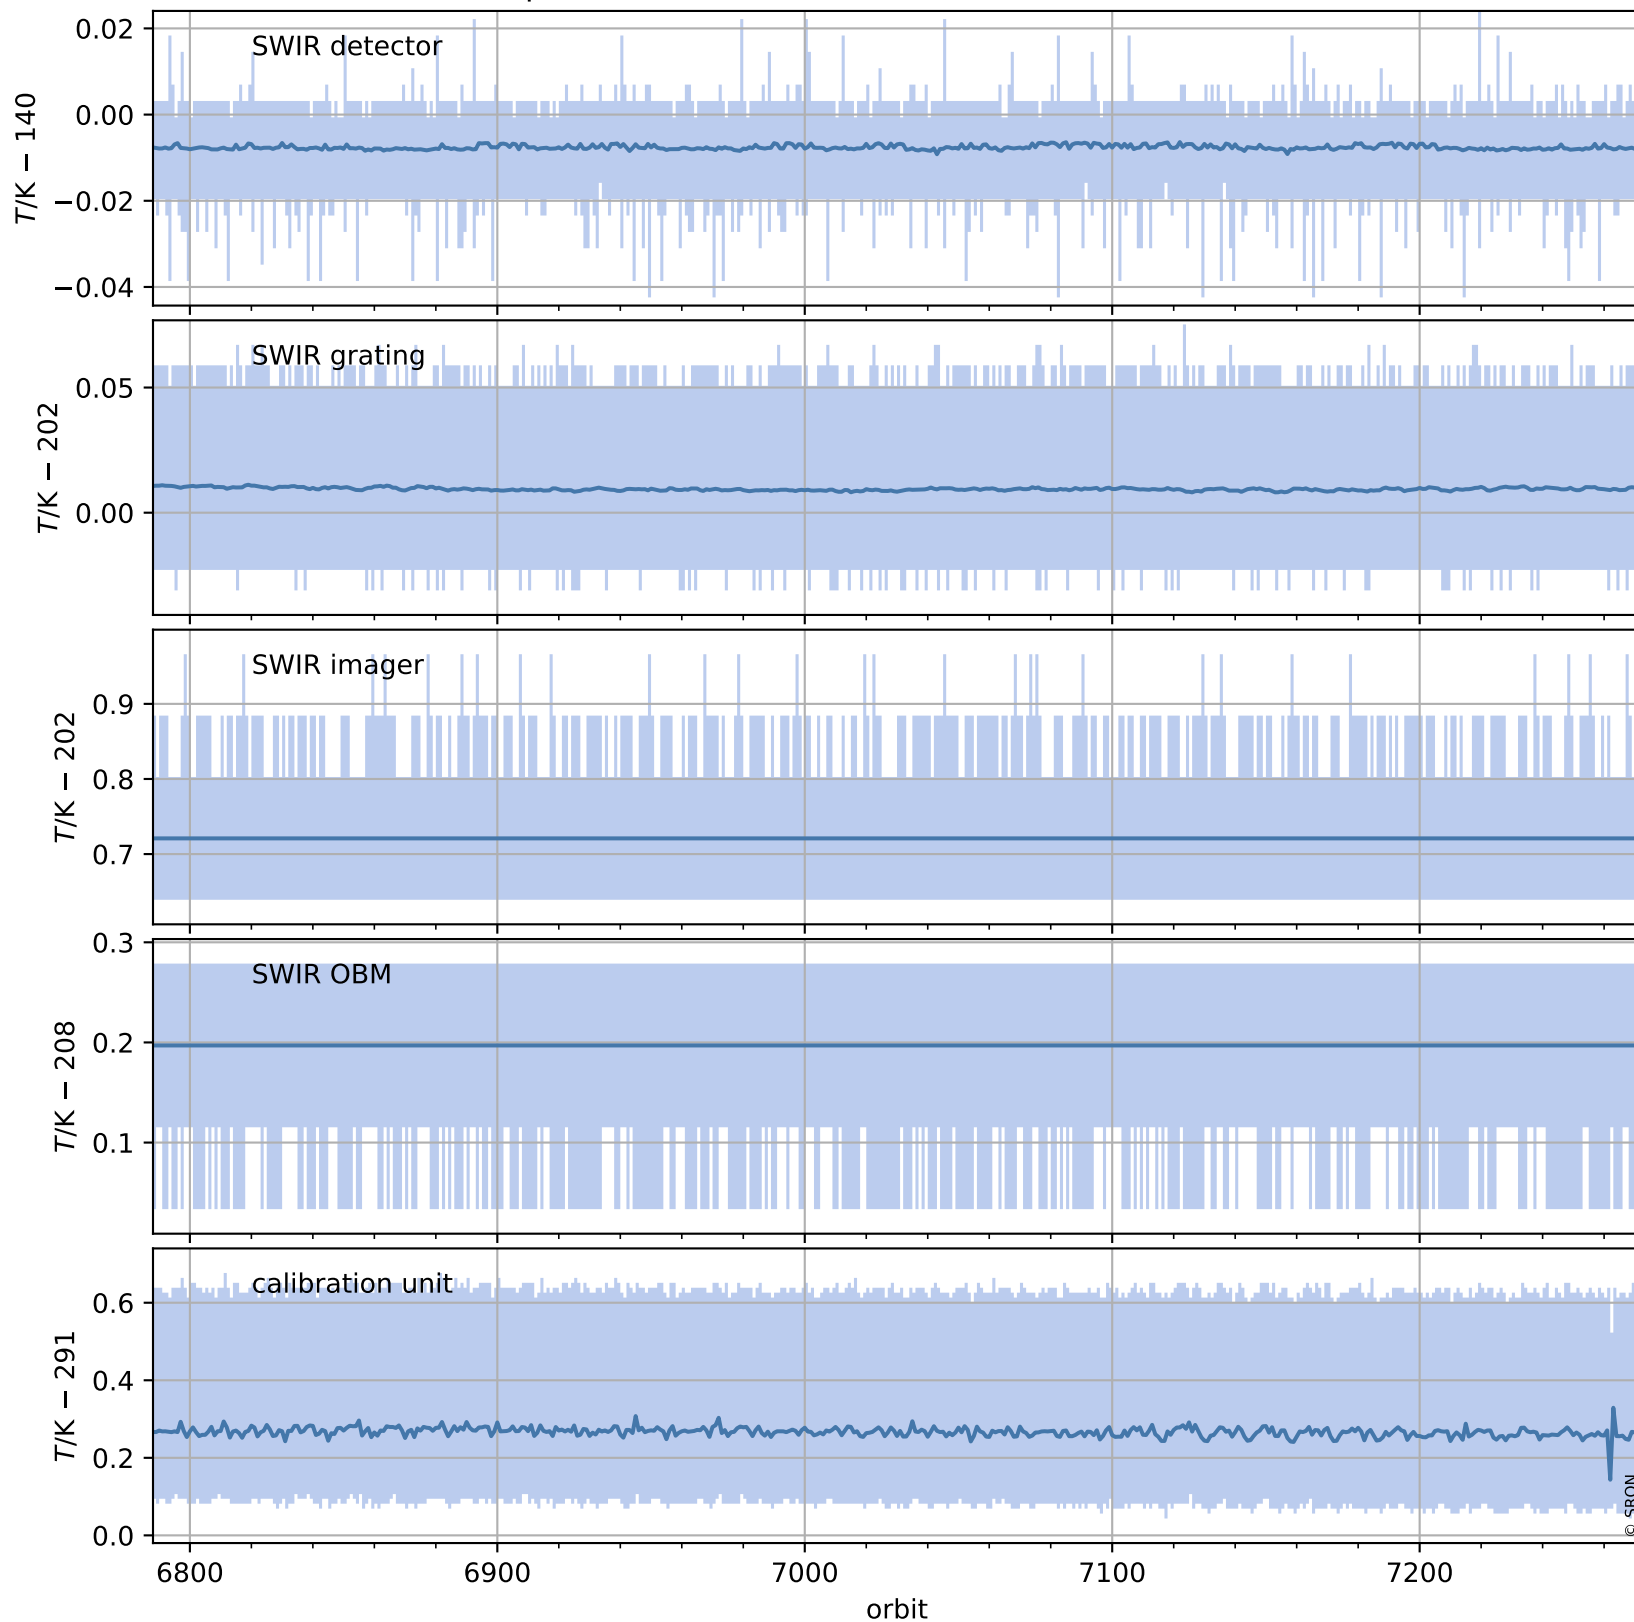 0.02
SWIR detector
0.00
T/K − 140
−0.02
−0.04
SWIR grating
0.05
T/K − 202
0.00
SWIR imager
0.9
T/K − 202
0.8
0.7
0.3
SWIR OBM
T/K − 208
0.2
0.1
calibration unit
0.6
T/K − 291
0.4
0.2
0.0
© SRON
6800 6900 7000 7100 7200
orbit